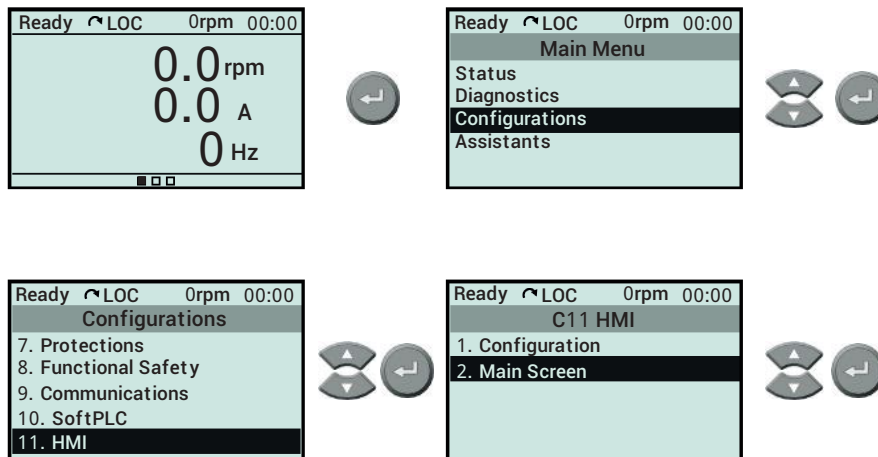 Ready LOC 0rpm 00:00
0.0 rpm
0.0 A
0 Hz
Ready LOC 0rpm 00:00
Main Menu
Status
Diagnostics
Configurations
Assistants
Ready LOC 0rpm 00:00
Configurations
7. Protections
8. Functional Safety
9. Communications
10. SoftPLC
11. HMI
Ready LOC 0rpm 00:00
C11 HMI
1. Configuration
2. Main Screen